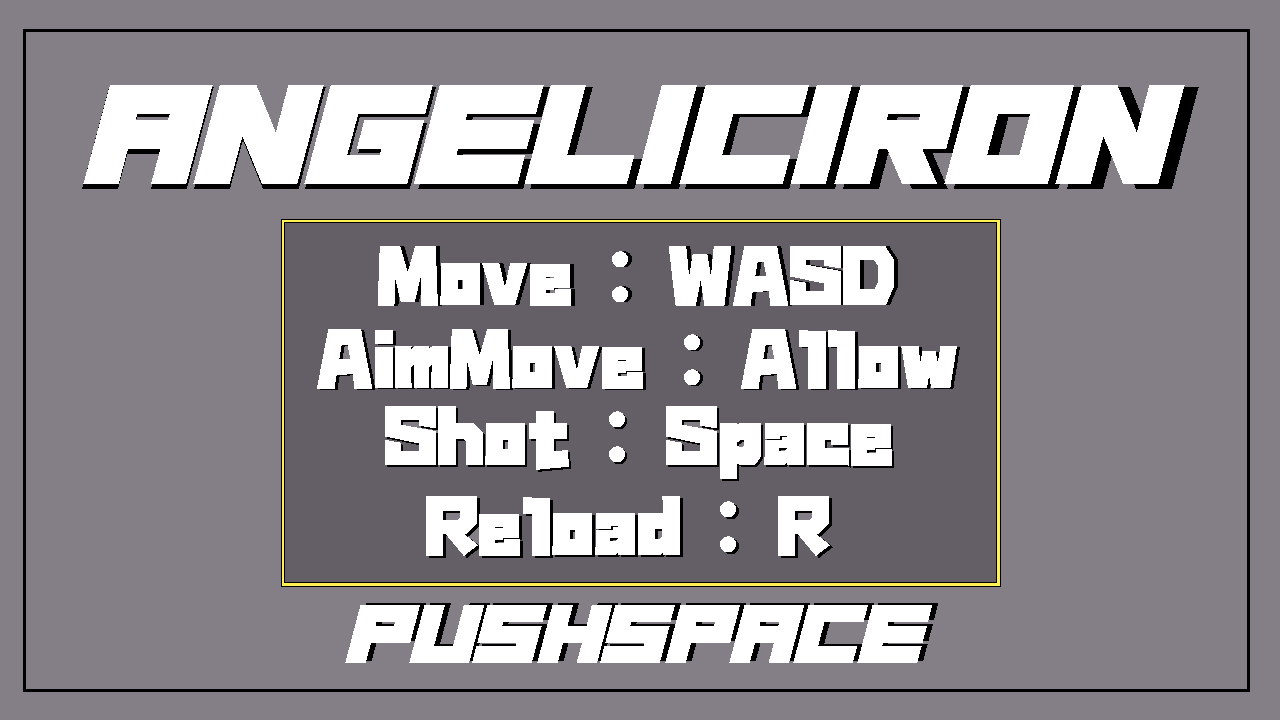 ANGELICIRON
Move : WASD
AimMove : Allow
Shot : Space
Reload : R
PUSHSPACE